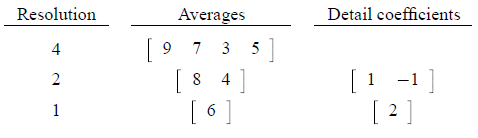 Resolution Averages Detail coefficients
4 [ 9 7 3 5 ]
2 [ 8 4 ] [ 1 −1 ]
1 [ 6 ] [ 2 ]